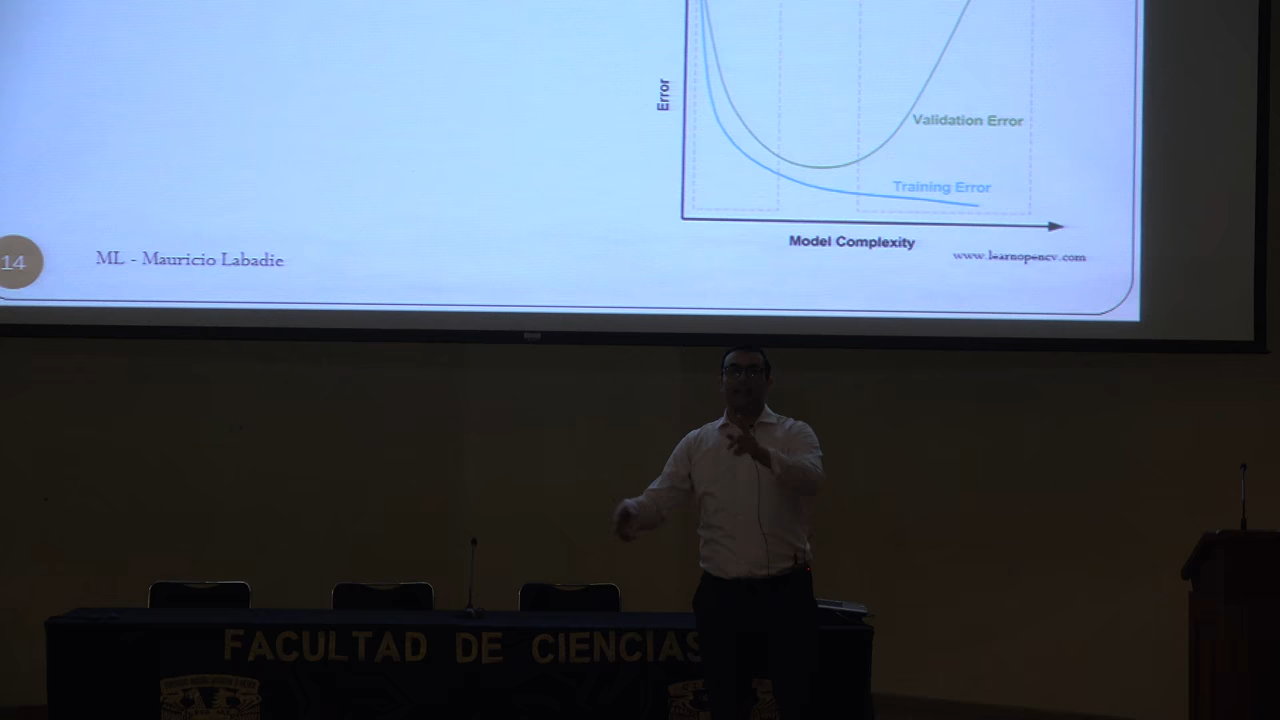 Error
Validation Error
Training Error
Model Complexity
www.learnopencv.com
14
ML - Mauricio Labadie
FACULTAD DE CIENCIAS